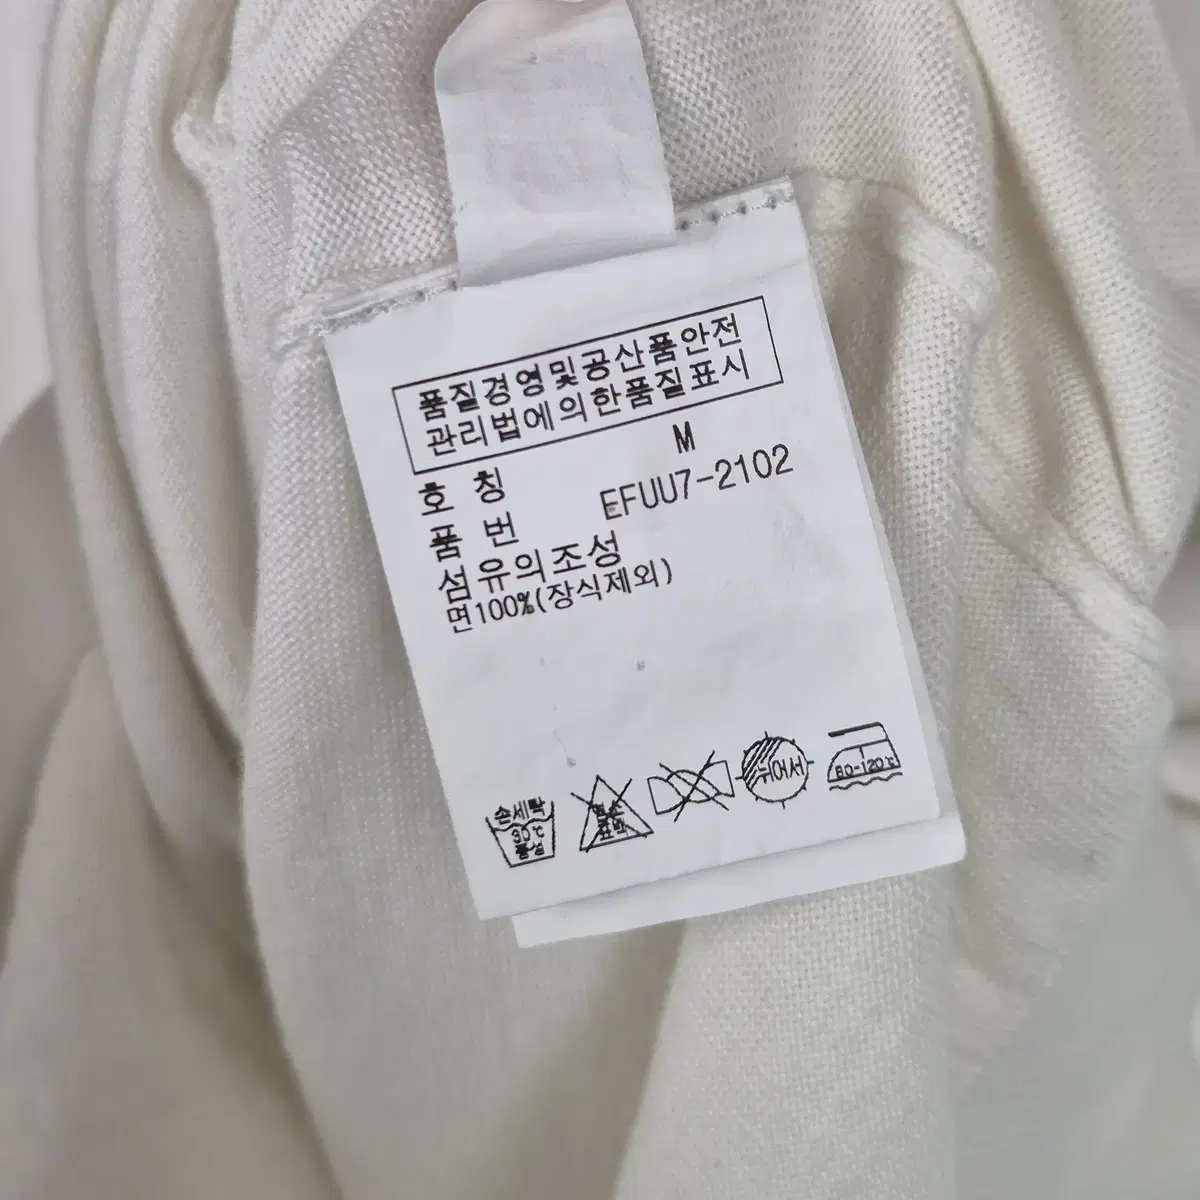 품질경영및공산품안전
관리법에의한품질표시
호 칭 M
품 번 EFUU7-2102
섬유의조성
면100%(장식제외)
손세탁
30℃
중성
염소
표백
뉘어서
80-120℃